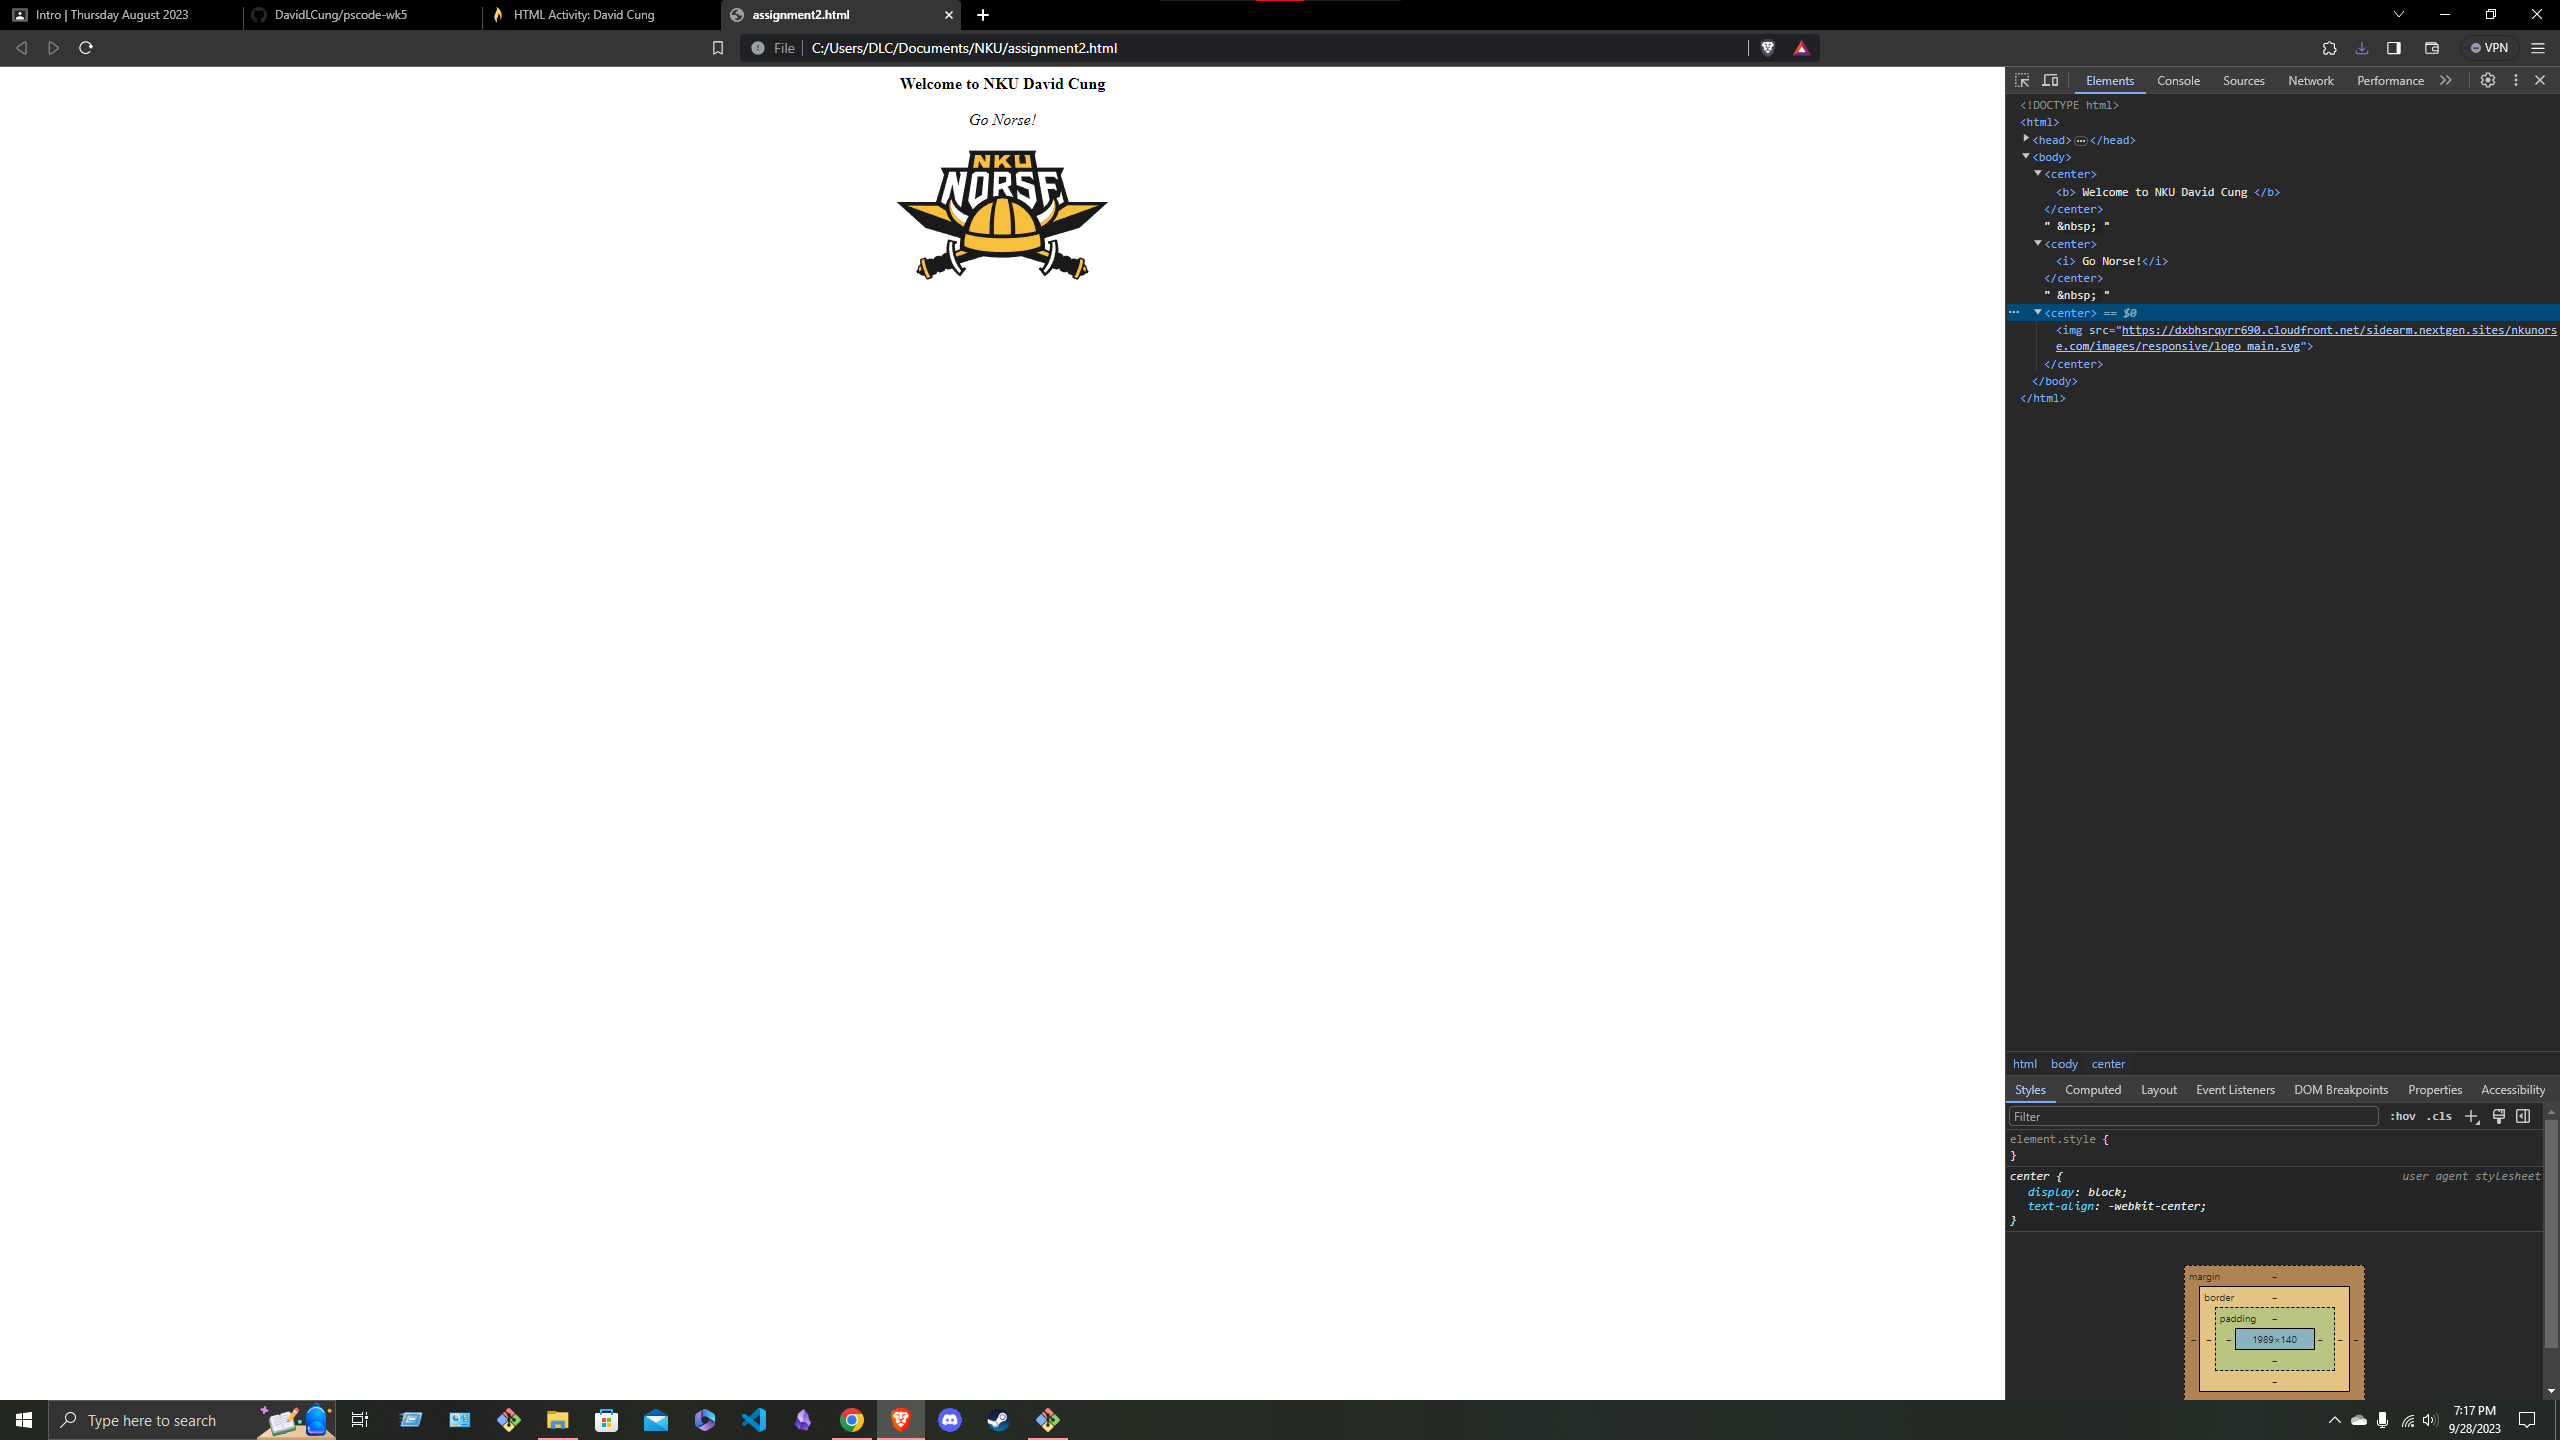 Intro | Thursday August 2023
DavidLCung/pscode-wk5
HTML Activity: David Cung
assignment2.html
File
C:/Users/DLC/Documents/NKU/assignment2.html
VPN
Welcome to NKU David Cung
Go Norse!
NKU
NORSE
Elements
Console
Sources
Network
Performance
<!DOCTYPE html>
<html>
<head>…</head>
<body>
<center>
<b> Welcome to NKU David Cung </b>
</center>
" &nbsp; "
<center>
<i> Go Norse!</i>
</center>
" &nbsp; "
<center> == $0
<img src="https://dxbhsrqyrr690.cloudfront.net/sidearm.nextgen.sites/nkunors
e.com/images/responsive/logo_main.svg">
</center>
</body>
</html>
html body center
Styles Computed Layout Event Listeners DOM Breakpoints Properties Accessibility
Filter
:hov .cls
element.style {
}
center {
user agent stylesheet
display: block;
text-align: -webkit-center;
}
margin
border
padding
1989×140
Type here to search
7:17 PM
9/28/2023